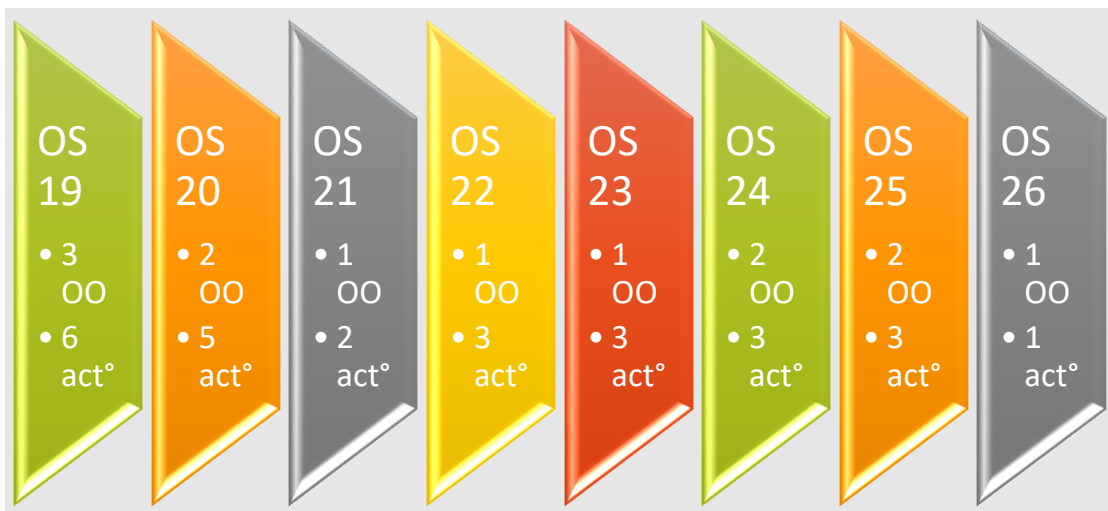 OS
19
• 3
OO
• 6
act°
OS
20
• 2
OO
• 5
act°
OS
21
• 1
OO
• 2
act°
OS
22
• 1
OO
• 3
act°
OS
23
• 1
OO
• 3
act°
OS
24
• 2
OO
• 3
act°
OS
25
• 2
OO
• 3
act°
OS
26
• 1
OO
• 1
act°